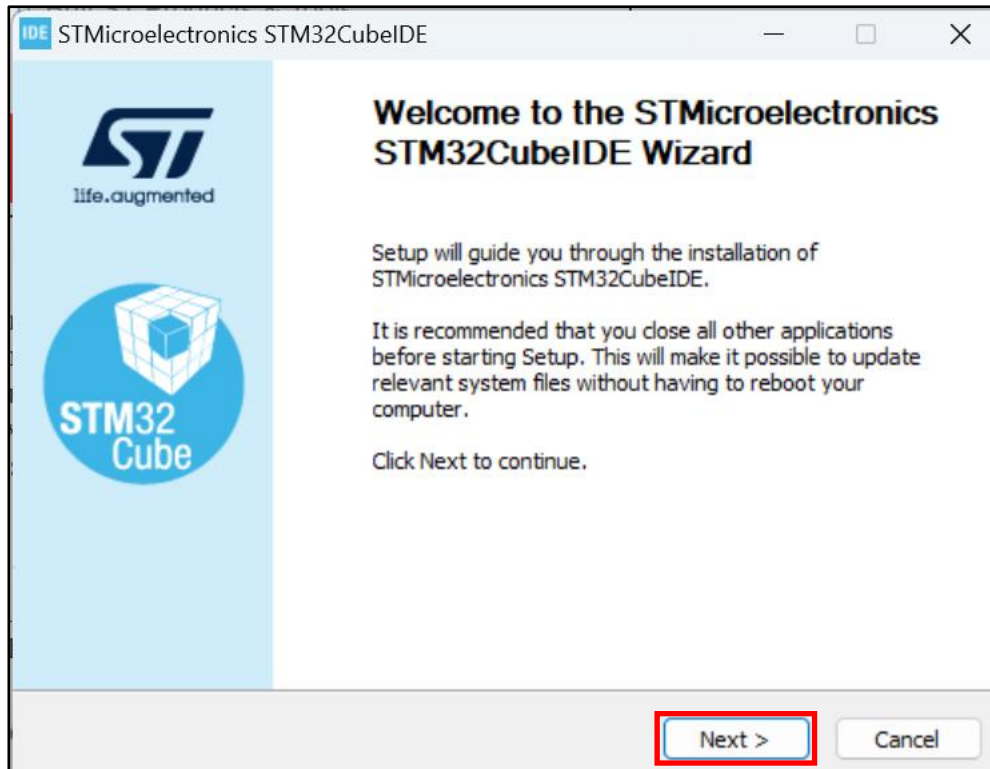 IDE STMicroelectronics STM32CubeIDE
life.augmented
STM32
Cube
Welcome to the STMicroelectronics
STM32CubeIDE Wizard
Setup will guide you through the installation of
STMicroelectronics STM32CubeIDE.
It is recommended that you close all other applications
before starting Setup. This will make it possible to update
relevant system files without having to reboot your
computer.
Click Next to continue.
Next >
Cancel